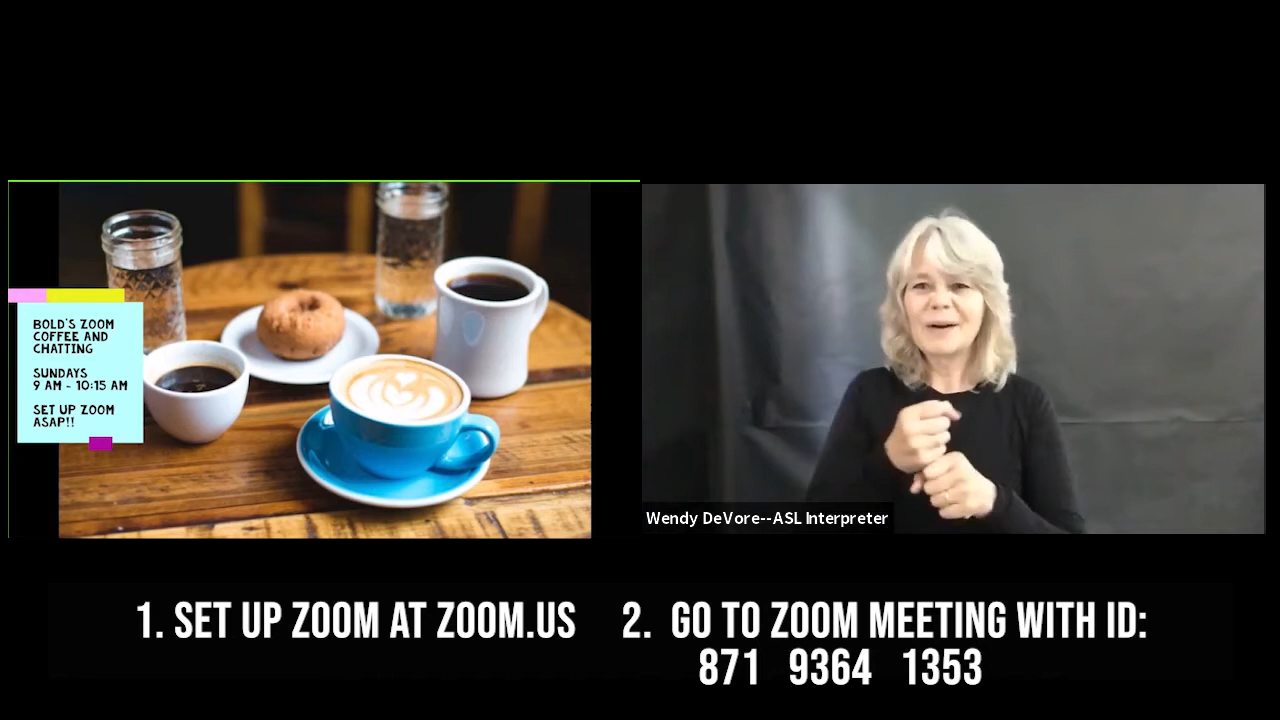 BOLD'S ZOOM
COFFEE AND
CHATTING
SUNDAYS
9 AM - 10:15 AM
SET UP ZOOM
ASAP!!
Wendy DeVore--ASL Interpreter
1. SET UP ZOOM AT ZOOM.US
2. GO TO ZOOM MEETING WITH ID:
871 9364 1353